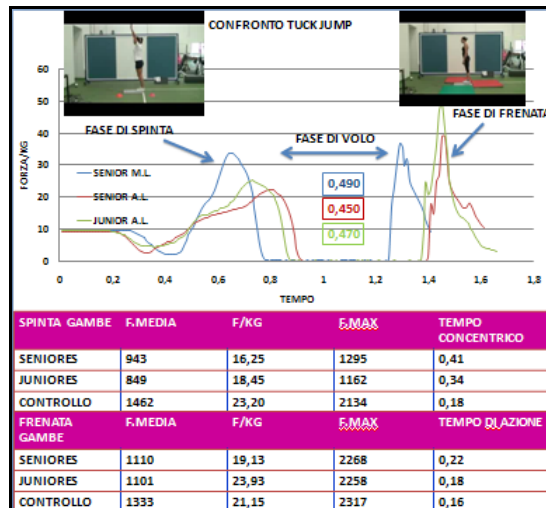 CONFRONTO TUCK JUMP
FORZA/KG
60
50
40
30
20
10
0
FASE DI SPINTA
FASE DI VOLO
FASE DI FRENATA
SENIOR M.L.
SENIOR A.L.
JUNIOR A.L.
0,490
0,450
0,470
0 0,2 0,4 0,6 0,8 1 1,2 1,4 1,6 1,8
TEMPO
SPINTA GAMBE F.MEDIA F/KG F.MAX TEMPO CONCENTRICO
SENIORES 943 16,25 1295 0,41
JUNIORES 849 18,45 1162 0,34
CONTROLLO 1462 23,20 2134 0,18
FRENATA GAMBE F.MEDIA F/KG F.MAX TEMPO DI AZIONE
SENIORES 1110 19,13 2268 0,22
JUNIORES 1101 23,93 2258 0,18
CONTROLLO 1333 21,15 2317 0,16